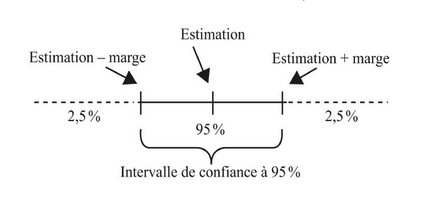 Estimation
Estimation – marge
Estimation + marge
2,5 %
95 %
2,5 %
Intervalle de confiance à 95 %